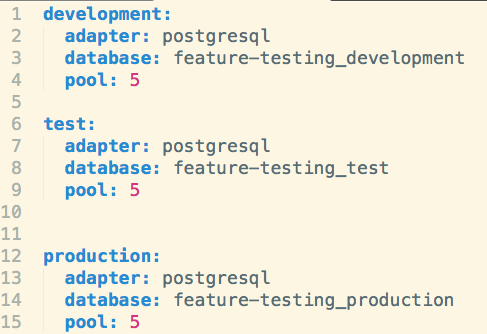 1 development:
2   adapter: postgresql
3   database: feature-testing_development
4   pool: 5
5
6 test:
7   adapter: postgresql
8   database: feature-testing_test
9   pool: 5
10
11
12 production:
13   adapter: postgresql
14   database: feature-testing_production
15   pool: 5